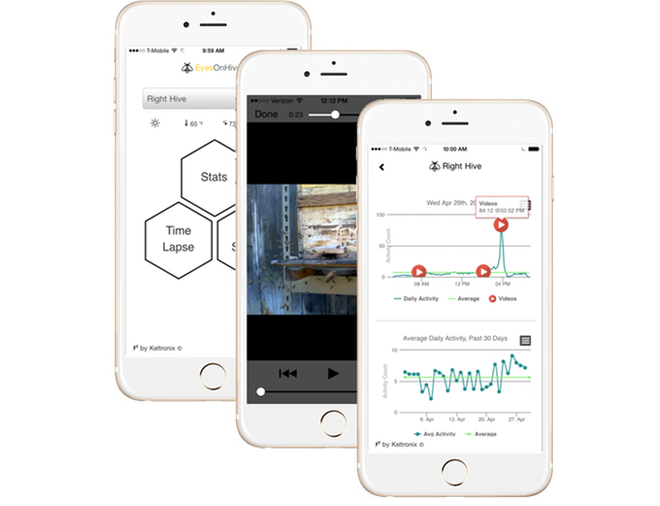 T-Mobile
9:59 AM
EyesOnHive
Right Hive
65 °F
73
Stats
Time
Lapse
S
by Keltronix ©
Verizon
12:12 PM
Done
0:23
T-Mobile
10:00 AM
Right Hive
Wed Apr 29th, 20
Videos
84.12 @03:52 PM
Activity Count
100
50
0
08 AM
12 PM
04 PM
Daily Activity
Average
Videos
Average Daily Activity, Past 30 Days
Activity Count
10
5
0
6. Apr
13. Apr
20. Apr
27. Apr
Avg Activity
Average
by Keltronix ©